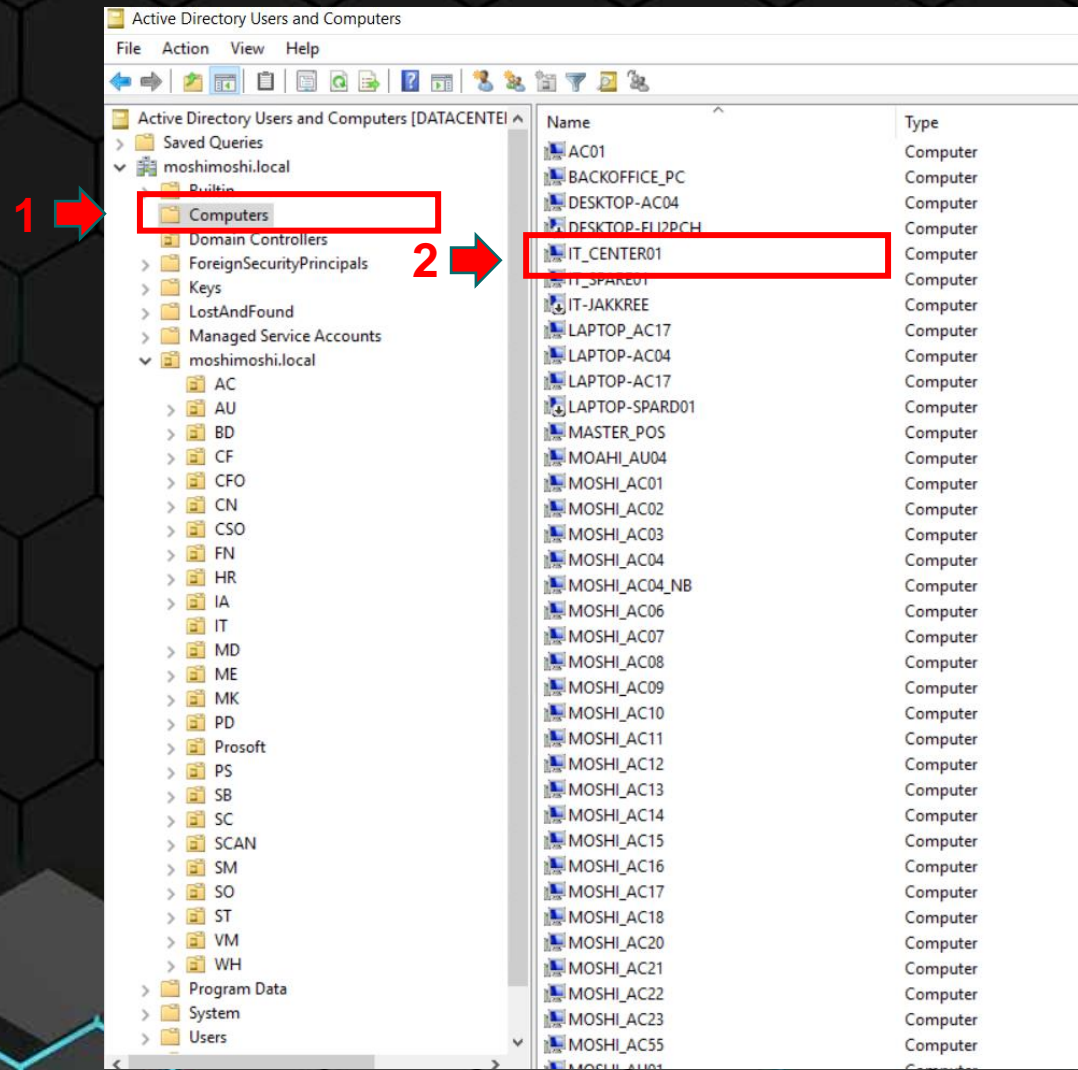 Active Directory Users and Computers
File Action View Help
Active Directory Users and Computers [DATACENTEI
Saved Queries
moshimoshi.local
Builtin
1
Computers
Domain Controllers
ForeignSecurityPrincipals
Keys
LostAndFound
Managed Service Accounts
moshimoshi.local
AC
AU
BD
CF
CFO
CN
CSO
FN
HR
IA
IT
MD
ME
MK
PD
Prosoft
PS
SB
SC
SCAN
SM
SO
ST
VM
WH
Program Data
System
Users
2
Name Type
AC01 Computer
BACKOFFICE_PC Computer
DESKTOP-AC04 Computer
DESKTOP-EU2PCH Computer
IT_CENTER01 Computer
IT_SPARE01 Computer
IT-JAKKREE Computer
LAPTOP_AC17 Computer
LAPTOP-AC04 Computer
LAPTOP-AC17 Computer
LAPTOP-SPARD01 Computer
MASTER_POS Computer
MOAHI_AU04 Computer
MOSHI_AC01 Computer
MOSHI_AC02 Computer
MOSHI_AC03 Computer
MOSHI_AC04 Computer
MOSHI_AC04_NB Computer
MOSHI_AC06 Computer
MOSHI_AC07 Computer
MOSHI_AC08 Computer
MOSHI_AC09 Computer
MOSHI_AC10 Computer
MOSHI_AC11 Computer
MOSHI_AC12 Computer
MOSHI_AC13 Computer
MOSHI_AC14 Computer
MOSHI_AC15 Computer
MOSHI_AC16 Computer
MOSHI_AC17 Computer
MOSHI_AC18 Computer
MOSHI_AC20 Computer
MOSHI_AC21 Computer
MOSHI_AC22 Computer
MOSHI_AC23 Computer
MOSHI_AC55 Computer
MOSHI_AU01 Computer